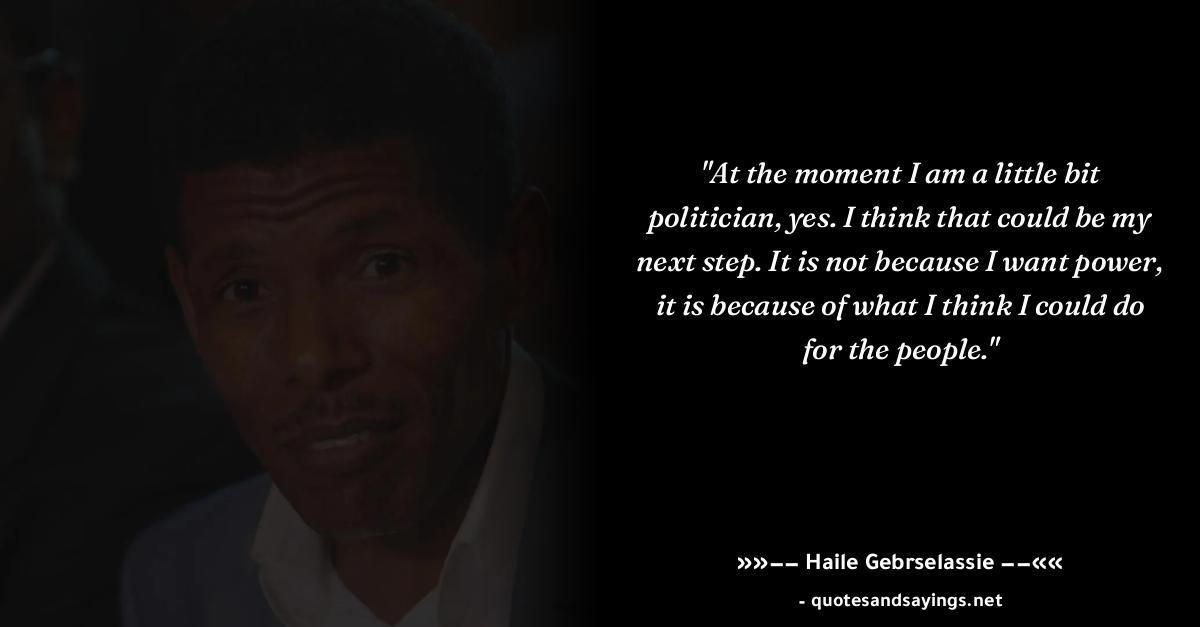 "At the moment I am a little bit
politician, yes. I think that could be my
next step. It is not because I want power,
it is because of what I think I could do
for the people."
»»−− Haile Gebrselassie −−««
- quotesandsayings.net